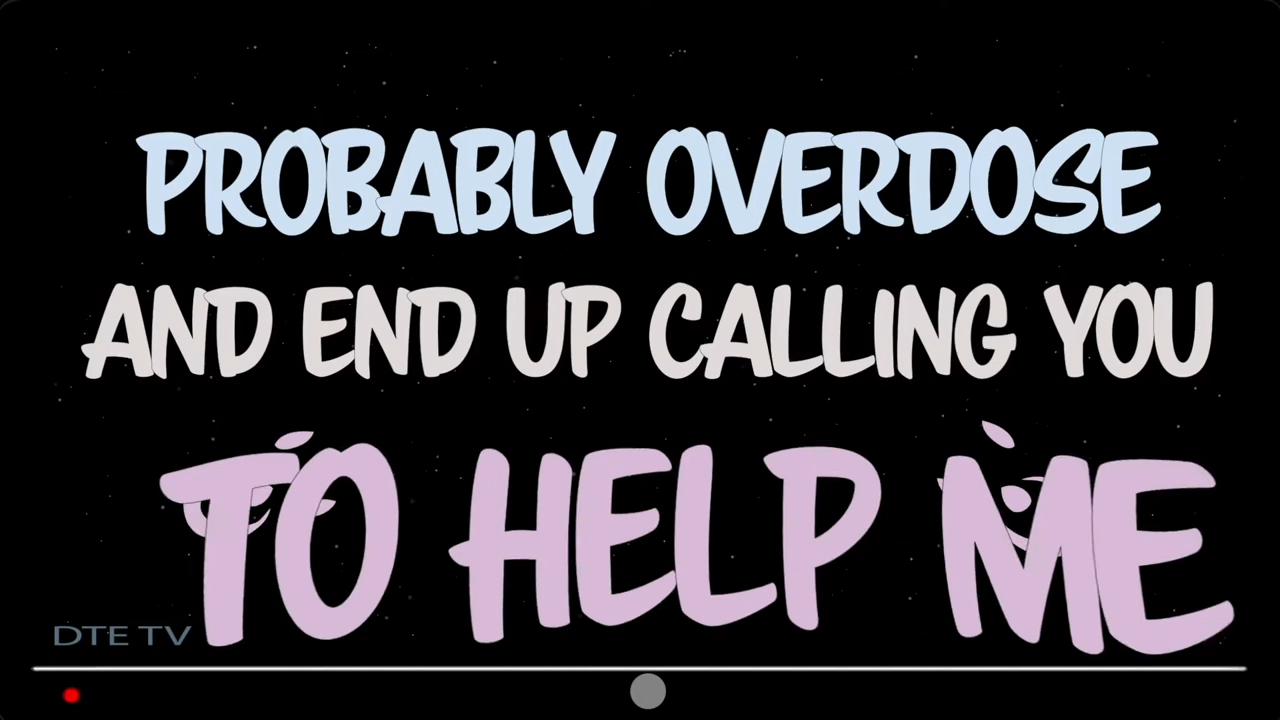 PROBABLY OVERDOSE
AND END UP CALLING YOU
TO HELP ME
DTE TV